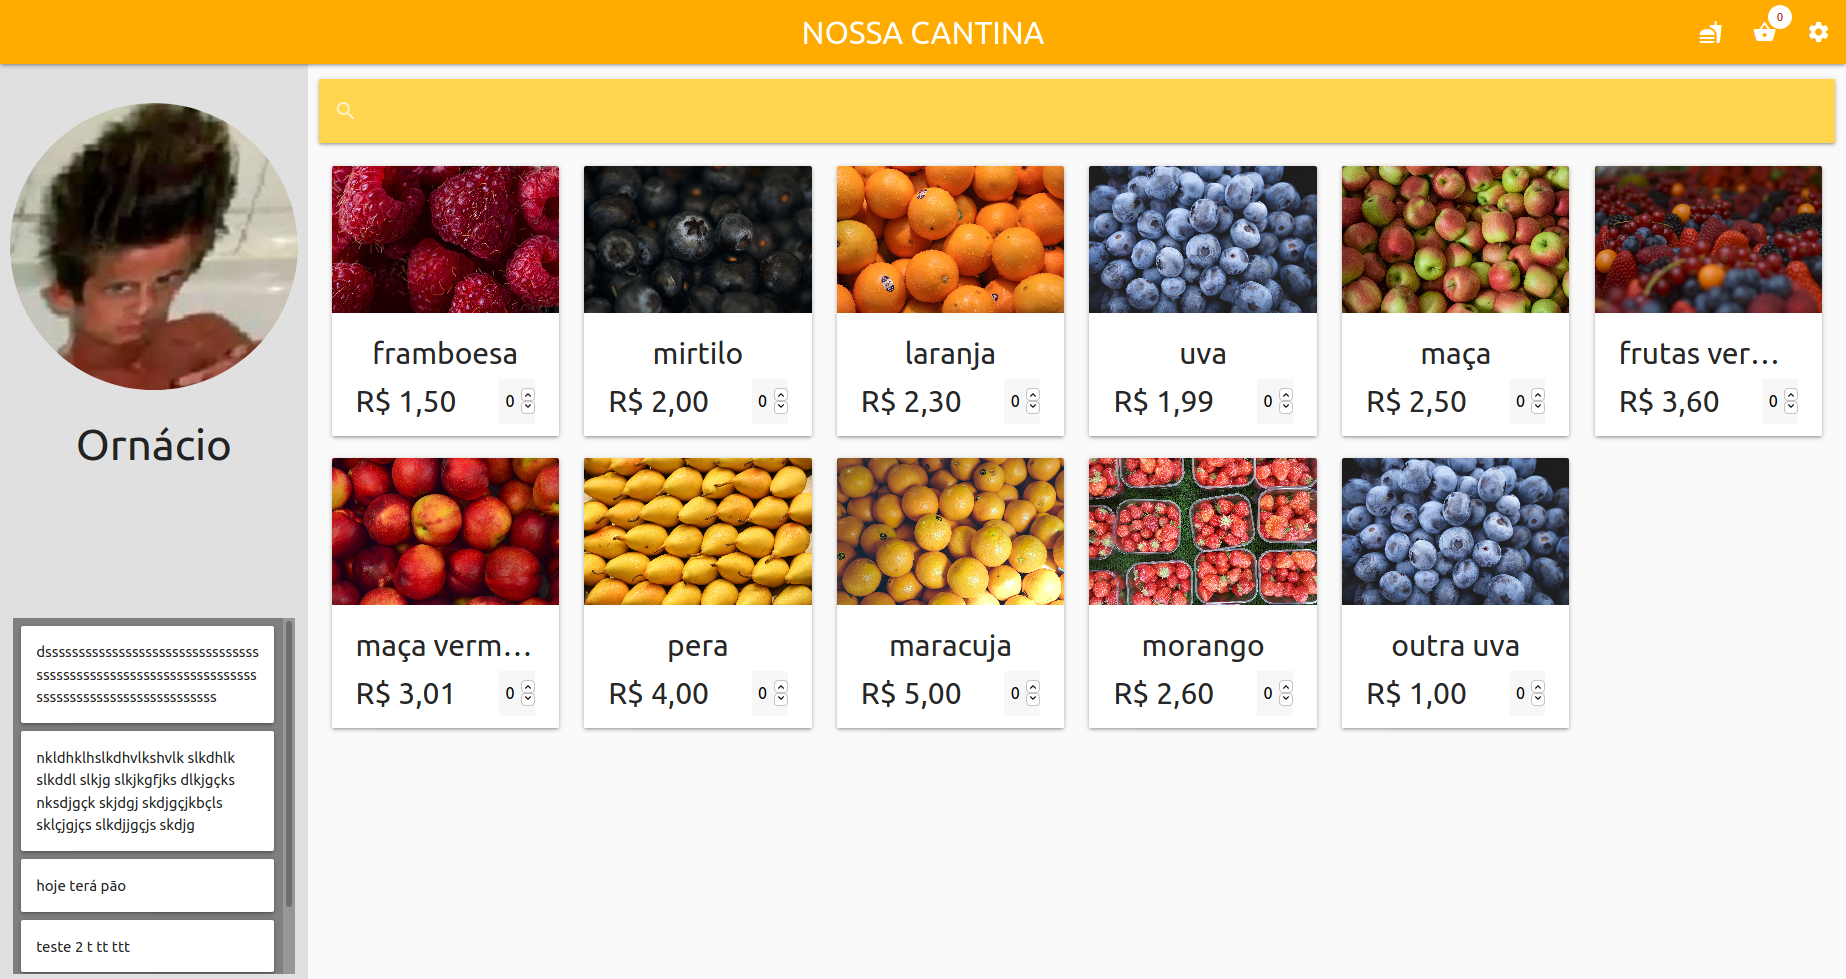 NOSSA CANTINA
0
Ornácio
framboesa
R$ 1,50 0
mirtilo
R$ 2,00 0
laranja
R$ 2,30 0
uva
R$ 1,99 0
maça
R$ 2,50 0
frutas ver...
R$ 3,60 0
maça verm...
R$ 3,01 0
pera
R$ 4,00 0
maracuja
R$ 5,00 0
morango
R$ 2,60 0
outra uva
R$ 1,00 0
dssssssssssssssssssssssssssssssss
sssssssssssssssssssssssssssssssss
sssssssssssssssssssssssssss
nkldhklhslkdhvlkshvlk slkdhlk
slkddl slkjg slkjkgfjks dlkjgçks
nksdjgçk skjdgj skdjgçjkbçls
sklçjgjçs slkdjjgçjs skdjg
hoje terá pão
teste 2 t tt ttt